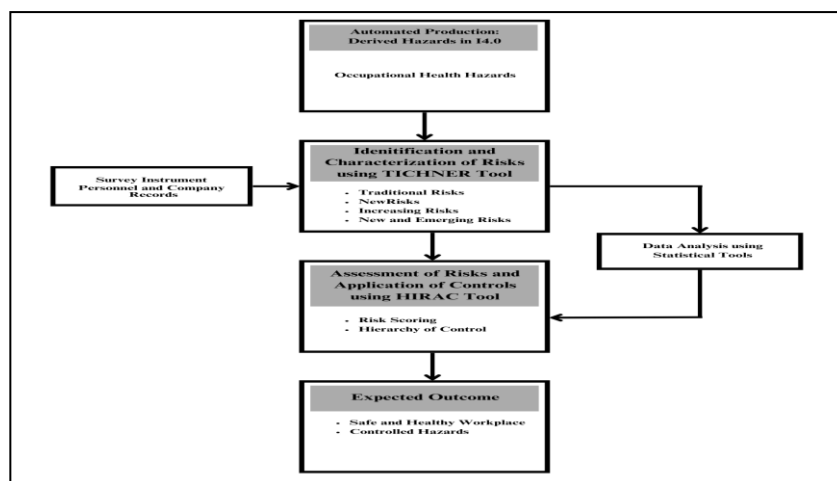 Automated Production:
Derived Hazards in I4.0
Occupational Health Hazards
Idenitification and
Characterization of Risks
using TICHNER Tool
- Traditional Risks
- NewRisks
- Increasing Risks
- New and Emerging Risks
Survey Instrument
Personnel and Company
Records
Data Analysis using
Statistical Tools
Assessment of Risks and
Application of Controls
using HIRAC Tool
- Risk Scoring
- Hierarchy of Control
Expected Outcome
- Safe and Healthy Workplace
- Controlled Hazards